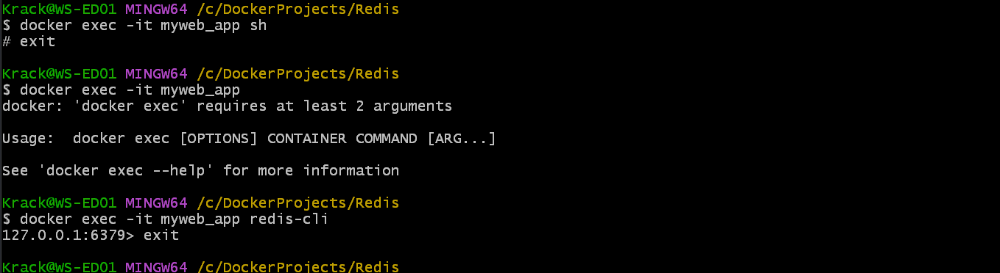 Krack@WS-ED01 MINGW64 /c/DockerProjects/Redis
$ docker exec -it myweb_app sh
# exit
Krack@WS-ED01 MINGW64 /c/DockerProjects/Redis
$ docker exec -it myweb_app
docker: 'docker exec' requires at least 2 arguments
Usage:  docker exec [OPTIONS] CONTAINER COMMAND [ARG...]
See 'docker exec --help' for more information
Krack@WS-ED01 MINGW64 /c/DockerProjects/Redis
$ docker exec -it myweb_app redis-cli
127.0.0.1:6379> exit
Krack@WS-ED01 MINGW64 /c/DockerProjects/Redis